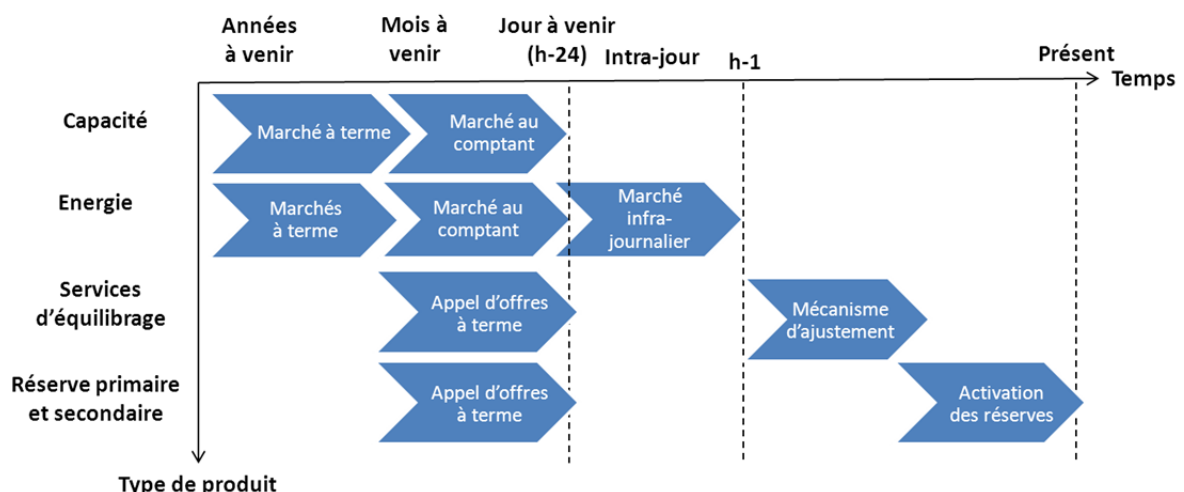 Années
à venir
Mois à
venir
Jour à venir
(h-24)
Intra-jour
h-1
Présent
Temps
Capacité
Marché à terme
Marché au
comptant
Energie
Marchés
à terme
Marché au
comptant
Marché
infra-
journalier
Services
d'équilibrage
Appel d'offres
à terme
Mécanisme
d'ajustement
Réserve primaire
et secondaire
Appel d'offres
à terme
Activation
des réserves
Type de produit